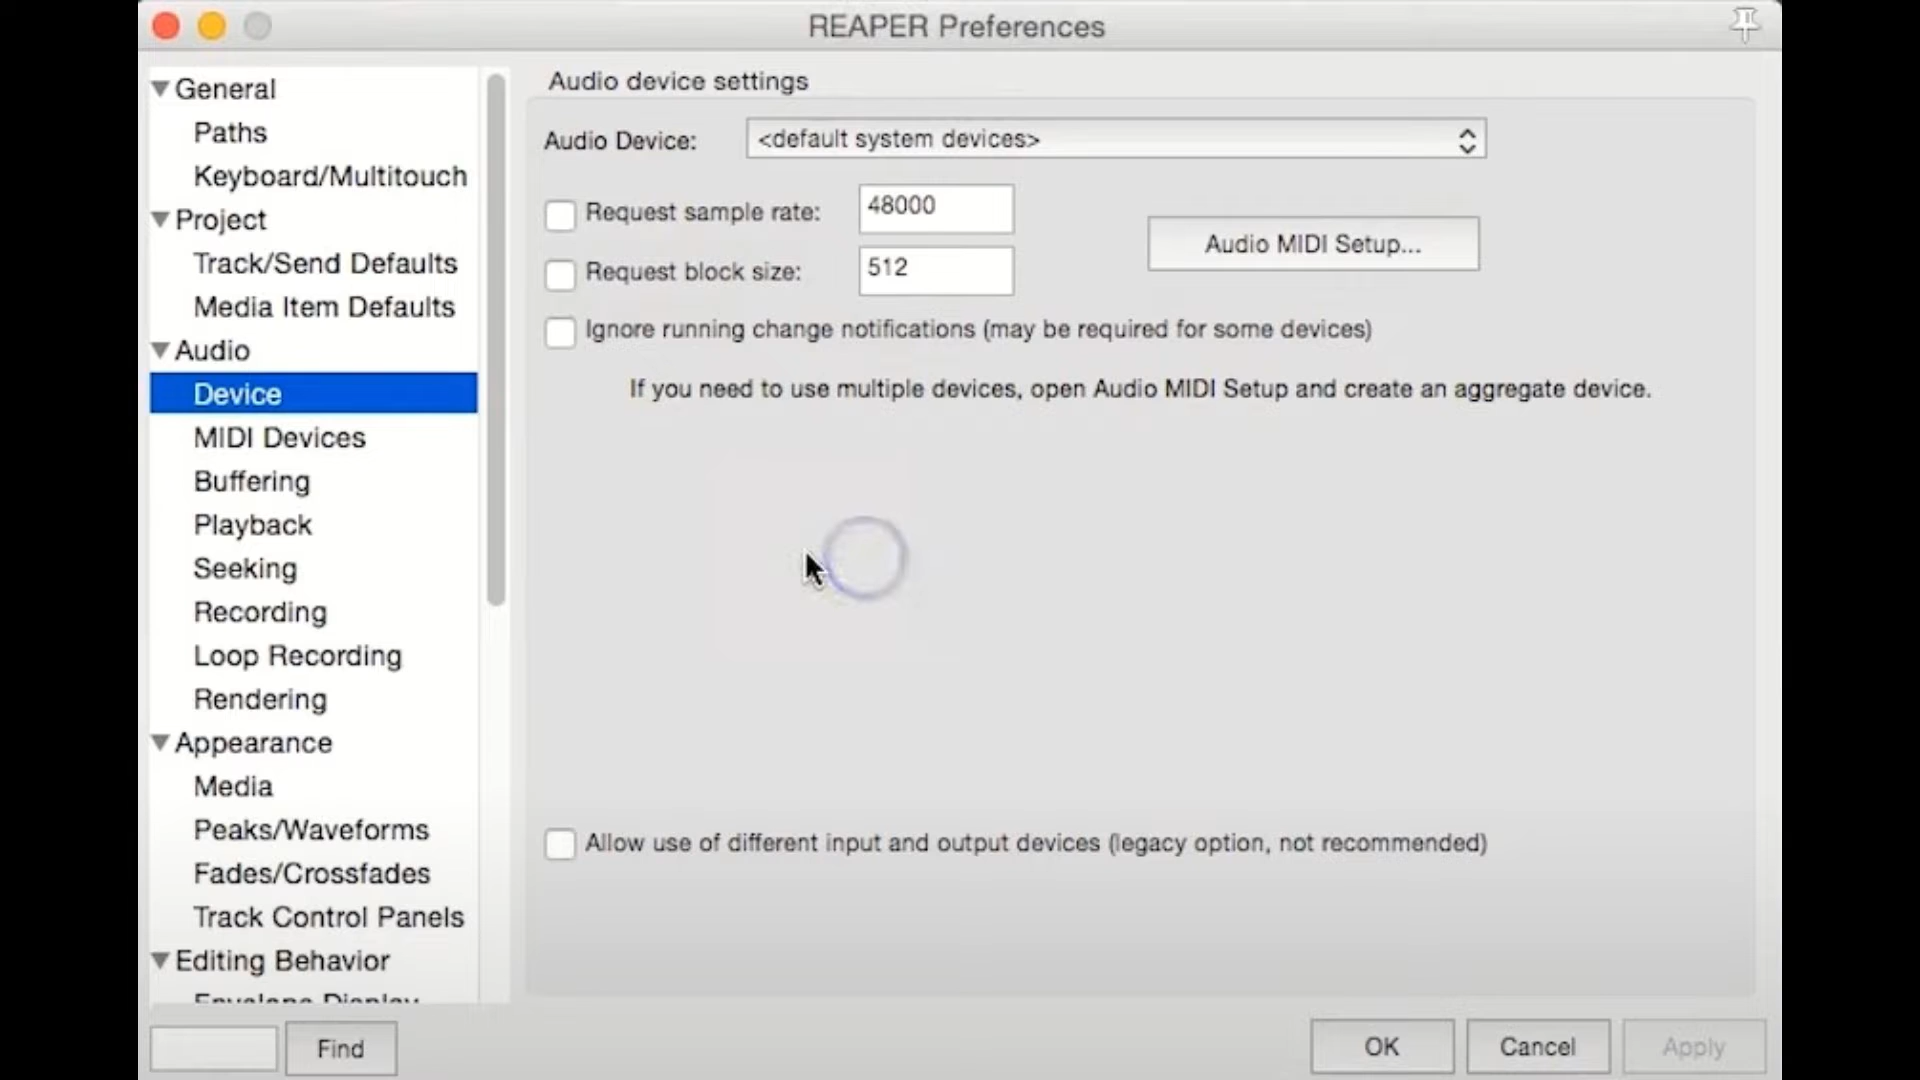 REAPER Preferences
General
Paths
Keyboard/Multitouch
Project
Track/Send Defaults
Media Item Defaults
Audio
Device
MIDI Devices
Buffering
Playback
Seeking
Recording
Loop Recording
Rendering
Appearance
Media
Peaks/Waveforms
Fades/Crossfades
Track Control Panels
Editing Behavior
Envelope Display
Find
Audio device settings
Audio Device: <default system devices>
Request sample rate: 48000
Request block size: 512
Audio MIDI Setup...
Ignore running change notifications (may be required for some devices)
If you need to use multiple devices, open Audio MIDI Setup and create an aggregate device.
Allow use of different input and output devices (legacy option, not recommended)
OK
Cancel
Apply